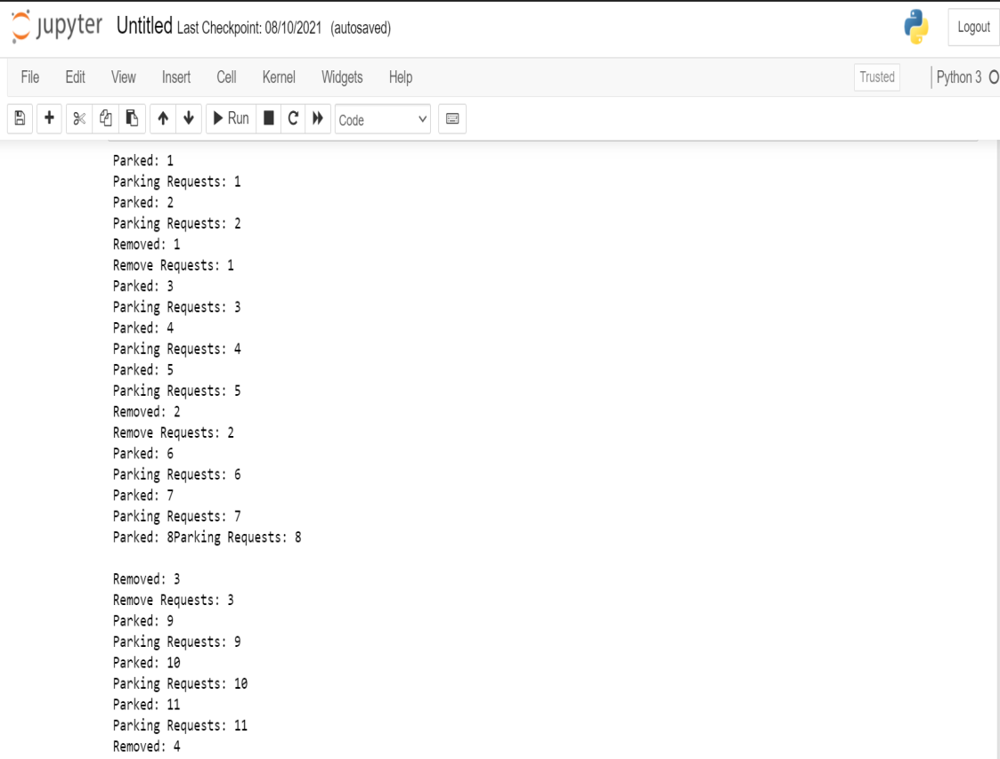 jupyter Untitled Last Checkpoint: 08/10/2021 (autosaved) Logout
File Edit View Insert Cell Kernel Widgets Help Trusted Python 3
Run Code
Parked: 1
Parking Requests: 1
Parked: 2
Parking Requests: 2
Removed: 1
Remove Requests: 1
Parked: 3
Parking Requests: 3
Parked: 4
Parking Requests: 4
Parked: 5
Parking Requests: 5
Removed: 2
Remove Requests: 2
Parked: 6
Parking Requests: 6
Parked: 7
Parking Requests: 7
Parked: 8Parking Requests: 8
Removed: 3
Remove Requests: 3
Parked: 9
Parking Requests: 9
Parked: 10
Parking Requests: 10
Parked: 11
Parking Requests: 11
Removed: 4